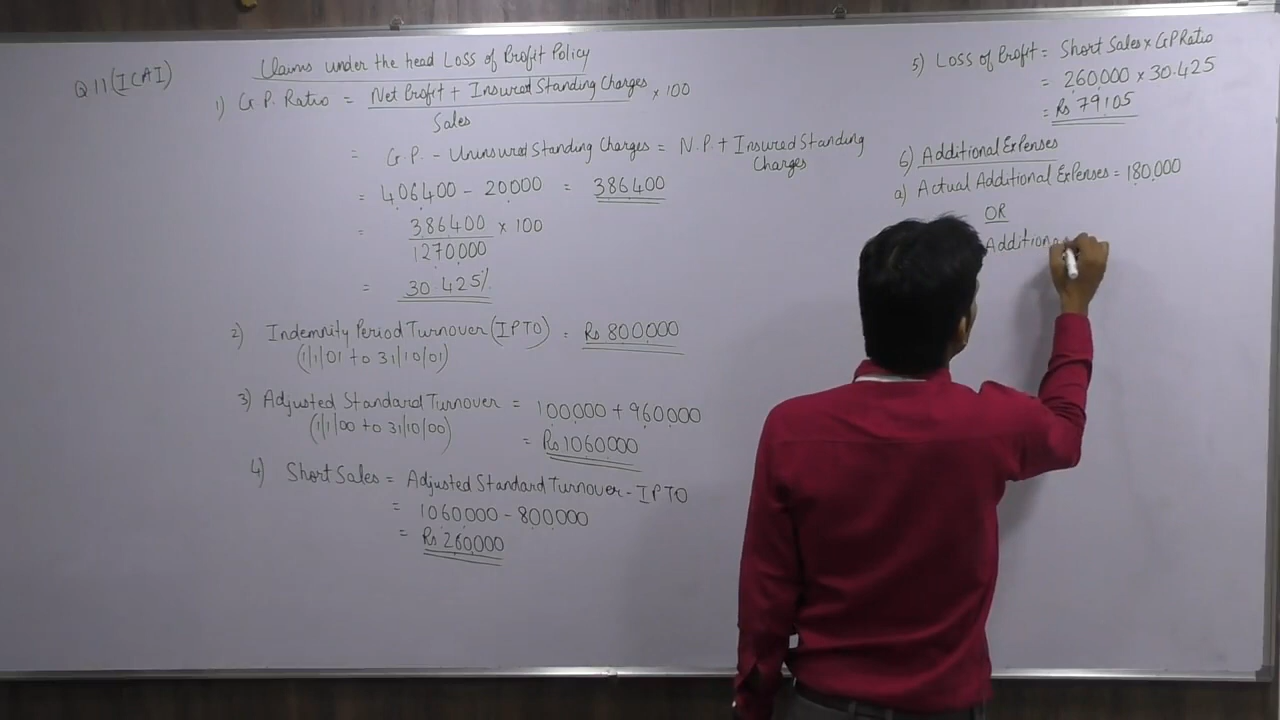 Q 11 (ICAI)
Claims under the head Loss of Profit Policy
1) G.P. Ratio = Net Profit + Insured Standing Charges × 100
Sales
= G.P. - Uninsured Standing Charges = N.P. + Insured Standing Charges
= 406400 - 20000 = 386400
= 386400 × 100
1270000
= 30.425%
2) Indemnity Period Turnover (IPTO) = Rs 800000
(1/1/01 to 31/10/01)
3) Adjusted Standard Turnover = 100000 + 960000
(1/1/00 to 31/10/00)
= Rs 1060000
4) Short Sales = Adjusted Standard Turnover - IPTO
= 1060000 - 800000
= Rs 260000
5) Loss of Profit = Short Sales × GP Ratio
= 260000 × 30.425
= Rs 79105
6) Additional Expenses
a) Actual Additional Expenses = 180,000
OR
Addition